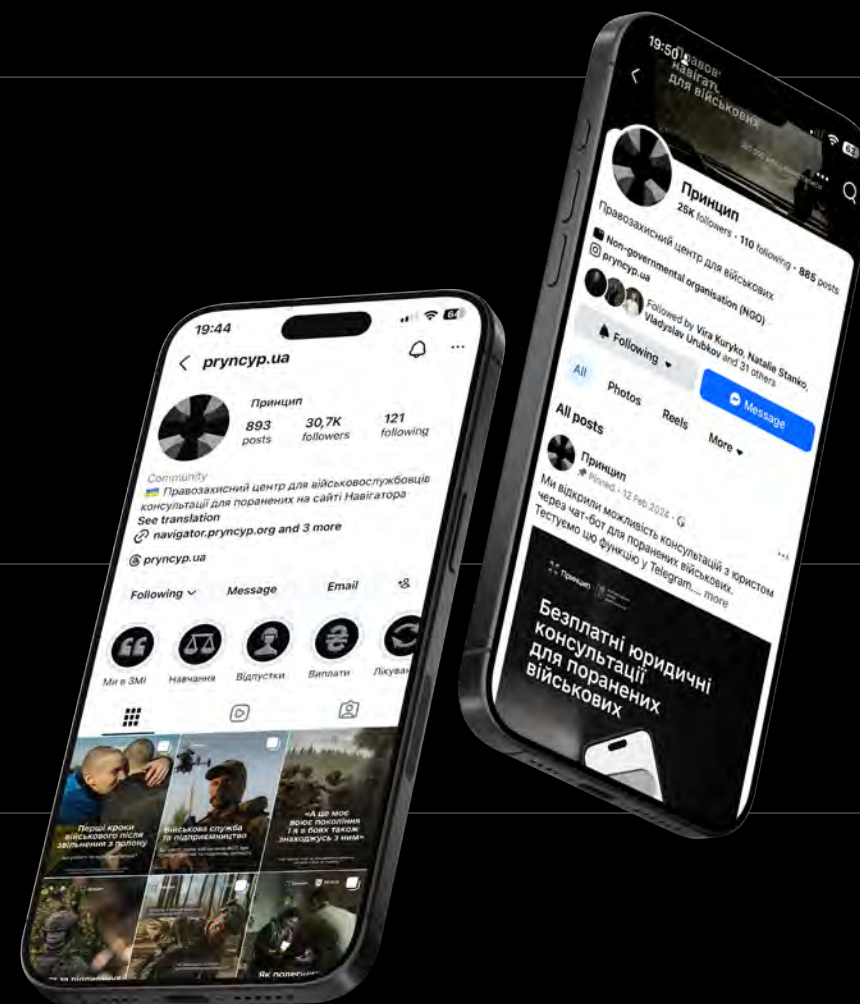 19:44
64
pryncyp.ua
Принцип
893
30,7K
121
posts
followers
following
Community
🇺🇦 Правозахисний центр для військовослужбовців
консультації для поранених на сайті Навігатора
See translation
navigator.pryncyp.org and 3 more
pryncyp.ua
Following
Message
Email
Ми в ЗМІ
Навчання
Відпустки
Виплати
Лікуван
Перші кроки
військового після
звільнення з полону
Військова служба
та підприємництво
«А це моє
воює покоління
і я в боях також
знаходжусь з ним»
19:50
63
навігат
для військових
Принцип
25K followers · 110 following · 885 posts
Правозахисний центр для військових
Non-governmental organisation (NGO)
pryncyp.ua
Followed by Vira Kuryko, Natalie Stanko,
Vladyslav Urubkov and 31 others
Following
Message
All
Photos
Reels
More
All posts
Принцип
Pinned · 12 Feb 2024 ·
Ми відкрили можливість консультацій з юристом
через чат-бот для поранених військових.
Тестуємо цю функцію у Telegram.... more
Принцип
Безплатні юридичні
консультації
для поранених
військових